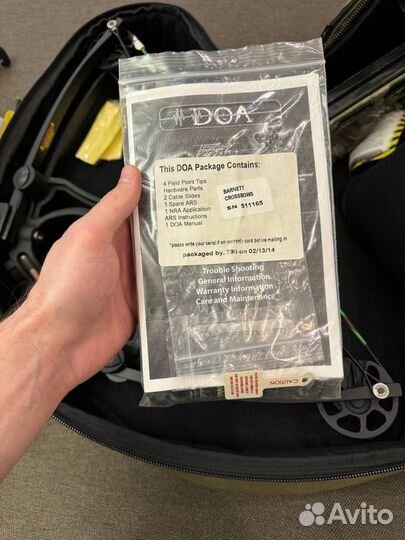 DOA
This DOA Package Contains:
4 Field Point Tips
Hardware Parts
2 Cable Slides
1 Spare ARS
1 NRA Application
ARS Instructions
1 DOA Manual
BARNETT
CROSSBOWS
SN 511165
*please write your serial # on warranty card before mailing in
packaged by, 796 on 02/13/14
Trouble Shooting
General Information
Warranty Information
Care and Maintenance
CAUTION
Avito